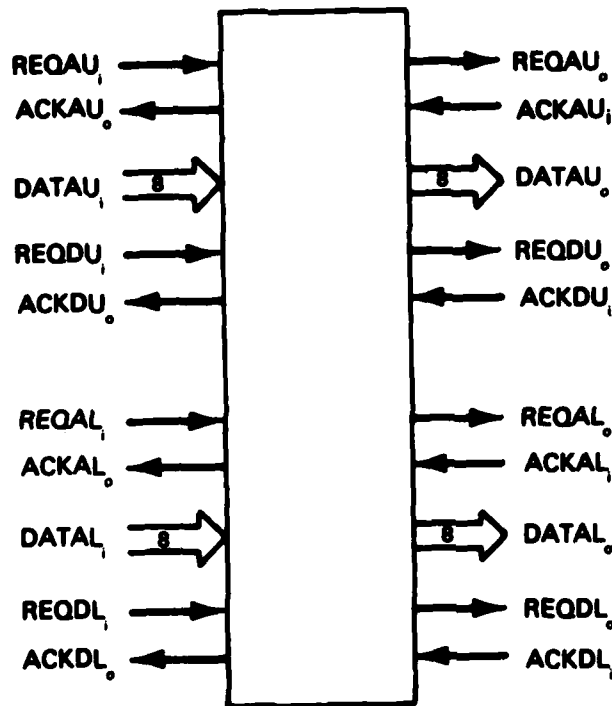 REQAUᵢ REQAUₒ
ACKAUₒ ACKAUᵢ
DATAUᵢ 8 8 DATAUₒ
REQDUᵢ REQDUₒ
ACKDUₒ ACKDUᵢ
REQALᵢ REQALₒ
ACKALₒ ACKALᵢ
DATALᵢ 8 8 DATALₒ
REQDLᵢ REQDLₒ
ACKDLₒ ACKDLᵢ